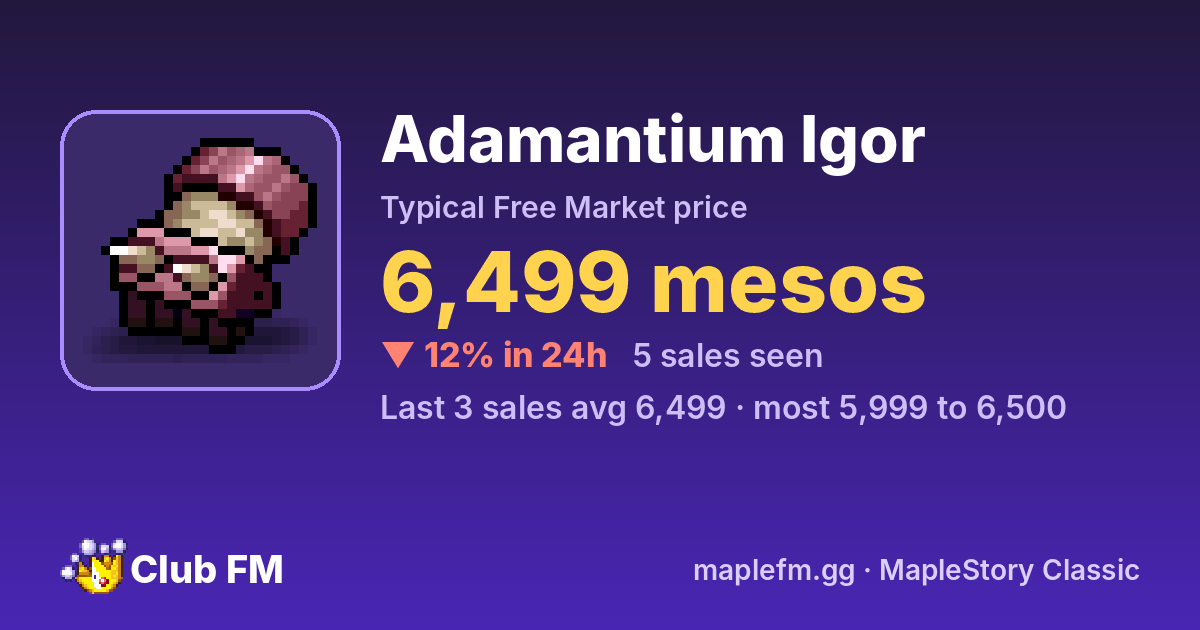 Adamantium Igor
Typical Free Market price
6,499 mesos
▼ 12% in 24h 5 sales seen
Last 3 sales avg 6,499 · most 5,999 to 6,500
Club FM
maplefm.gg · MapleStory Classic